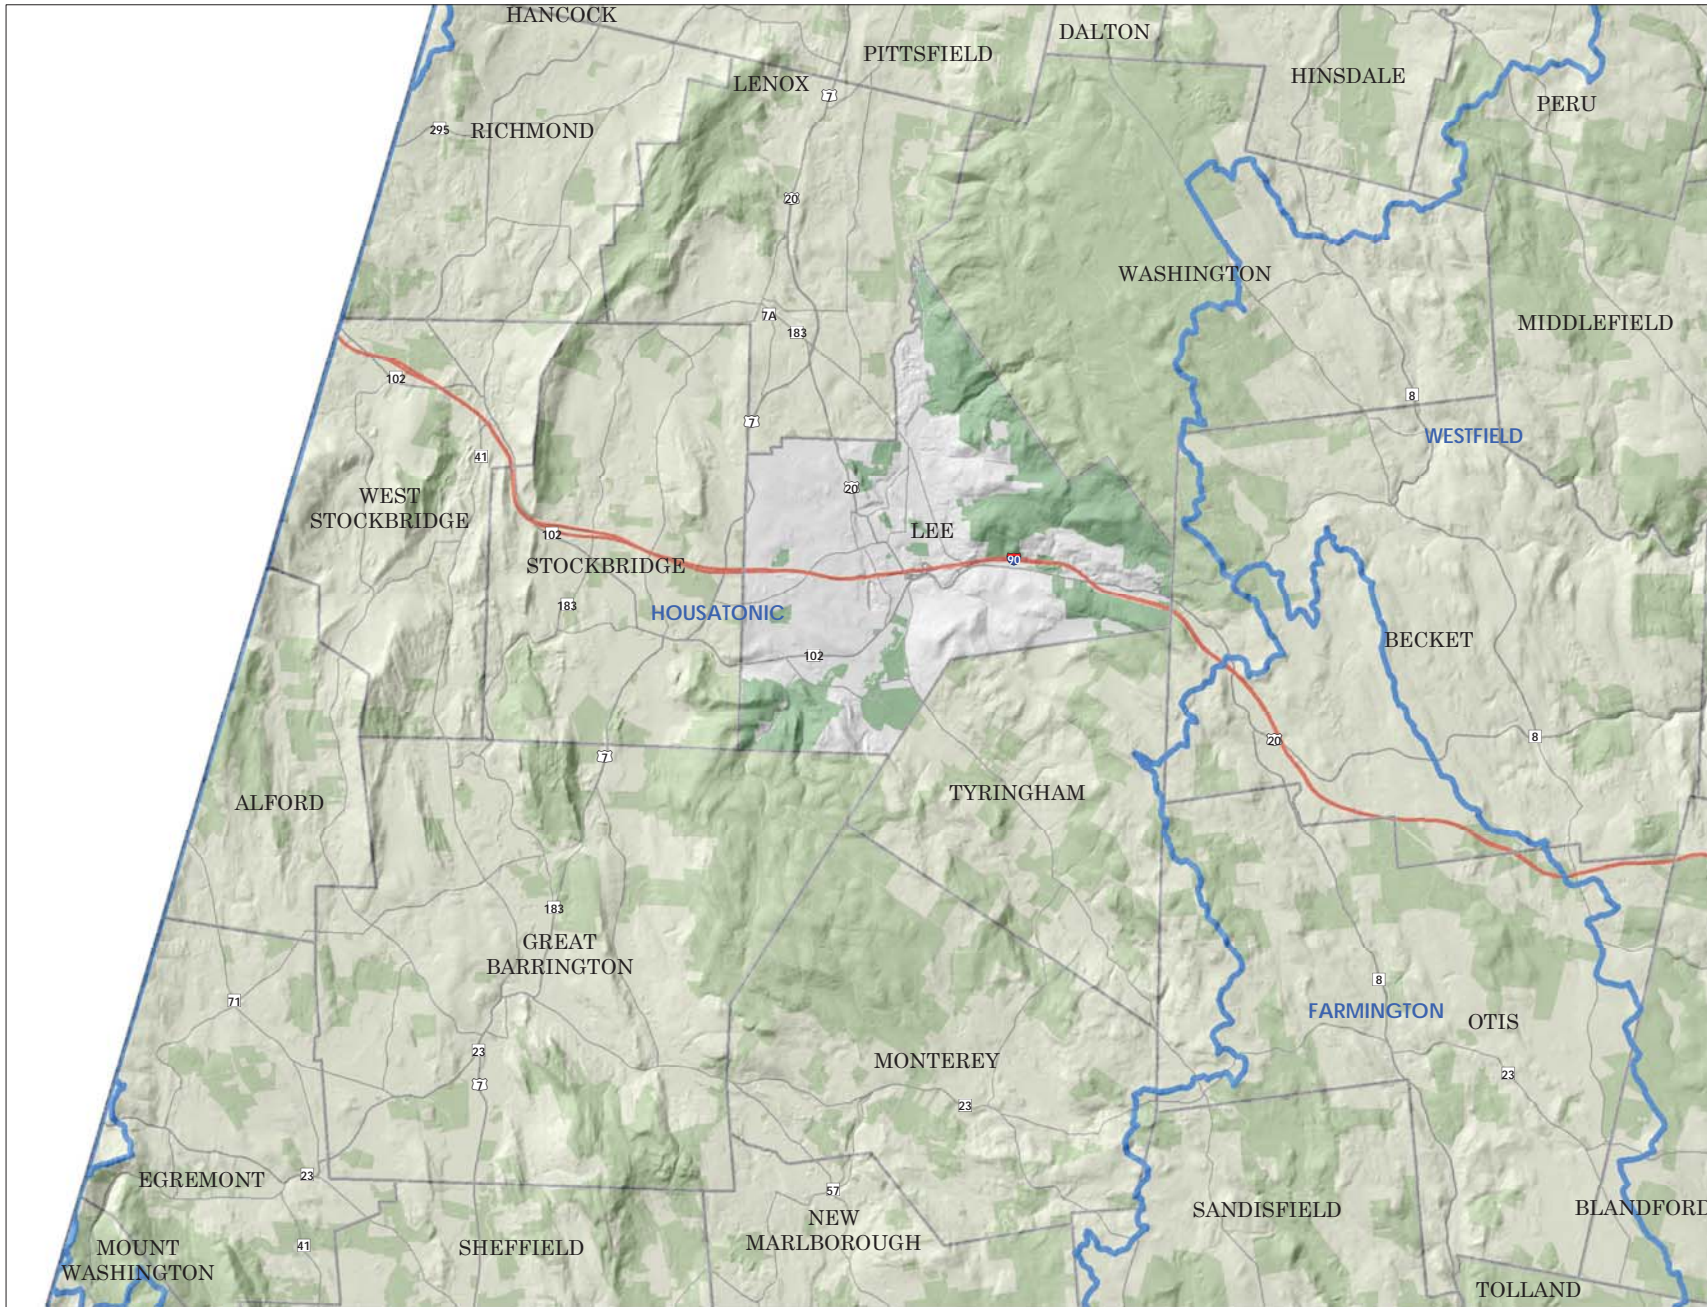 HANCOCK
DALTON
PITTSFIELD
HINSDALE
LENOX
7
PERU
295
RICHMOND
20
WASHINGTON
7A
183
MIDDLEFIELD
102
8
7
WESTFIELD
41
20
WEST
STOCKBRIDGE
LEE
102
90
STOCKBRIDGE
183
HOUSATONIC
BECKET
102
7
20
8
TYRINGHAM
ALFORD
183
GREAT
BARRINGTON
8
71
FARMINGTON
OTIS
23
MONTEREY
7
23
23
EGREMONT
23
57
SANDISFIELD
BLANDFORD
NEW
MARLBOROUGH
41
MOUNT
WASHINGTON
SHEFFIELD
TOLLAND